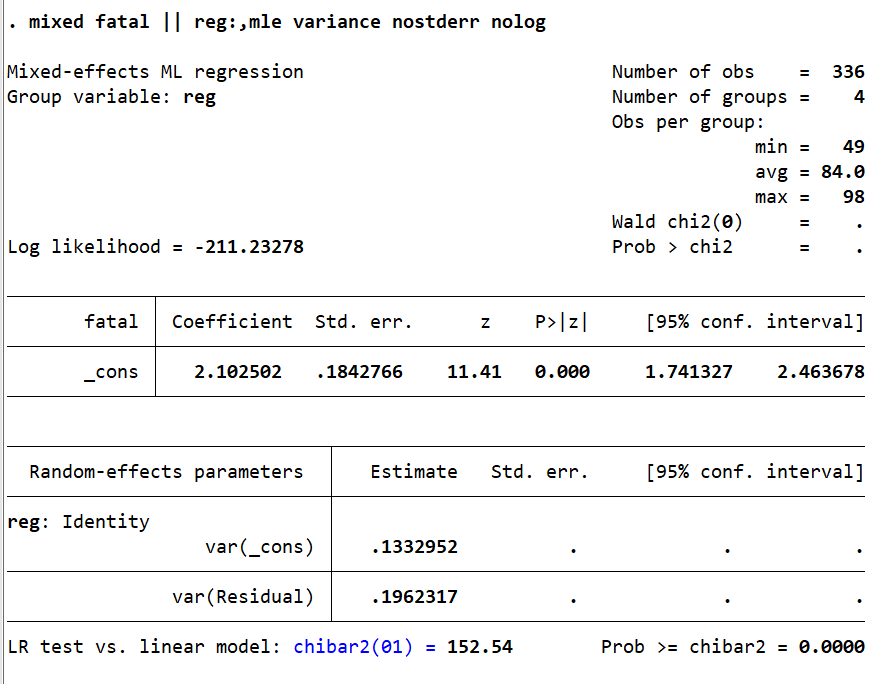 . mixed fatal || reg:,mle variance nostderr nolog
Mixed-effects ML regression Number of obs = 336
Group variable: reg Number of groups = 4
Obs per group:
min = 49
avg = 84.0
max = 98
Wald chi2(0) = .
Log likelihood = -211.23278 Prob > chi2 = .
fatal Coefficient Std. err. z P>|z| [95% conf. interval]
_cons 2.102502 .1842766 11.41 0.000 1.741327 2.463678
Random-effects parameters Estimate Std. err. [95% conf. interval]
reg: Identity
var(_cons) .1332952 . . .
var(Residual) .1962317 . . .
LR test vs. linear model: chibar2(01) = 152.54 Prob >= chibar2 = 0.0000